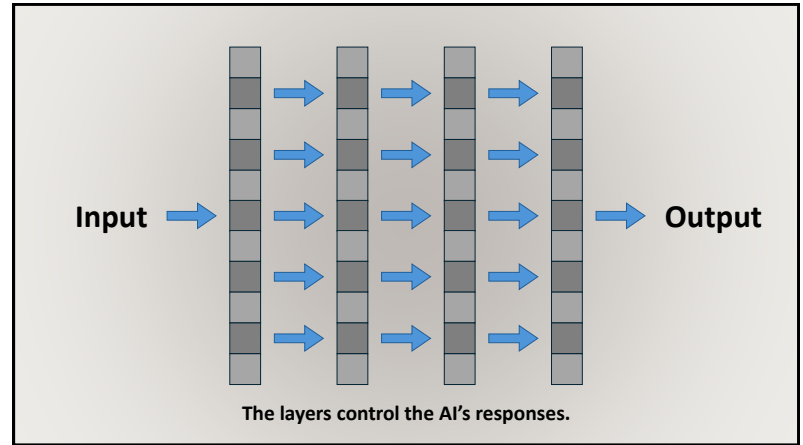 Input
Output
The layers control the AI's responses.